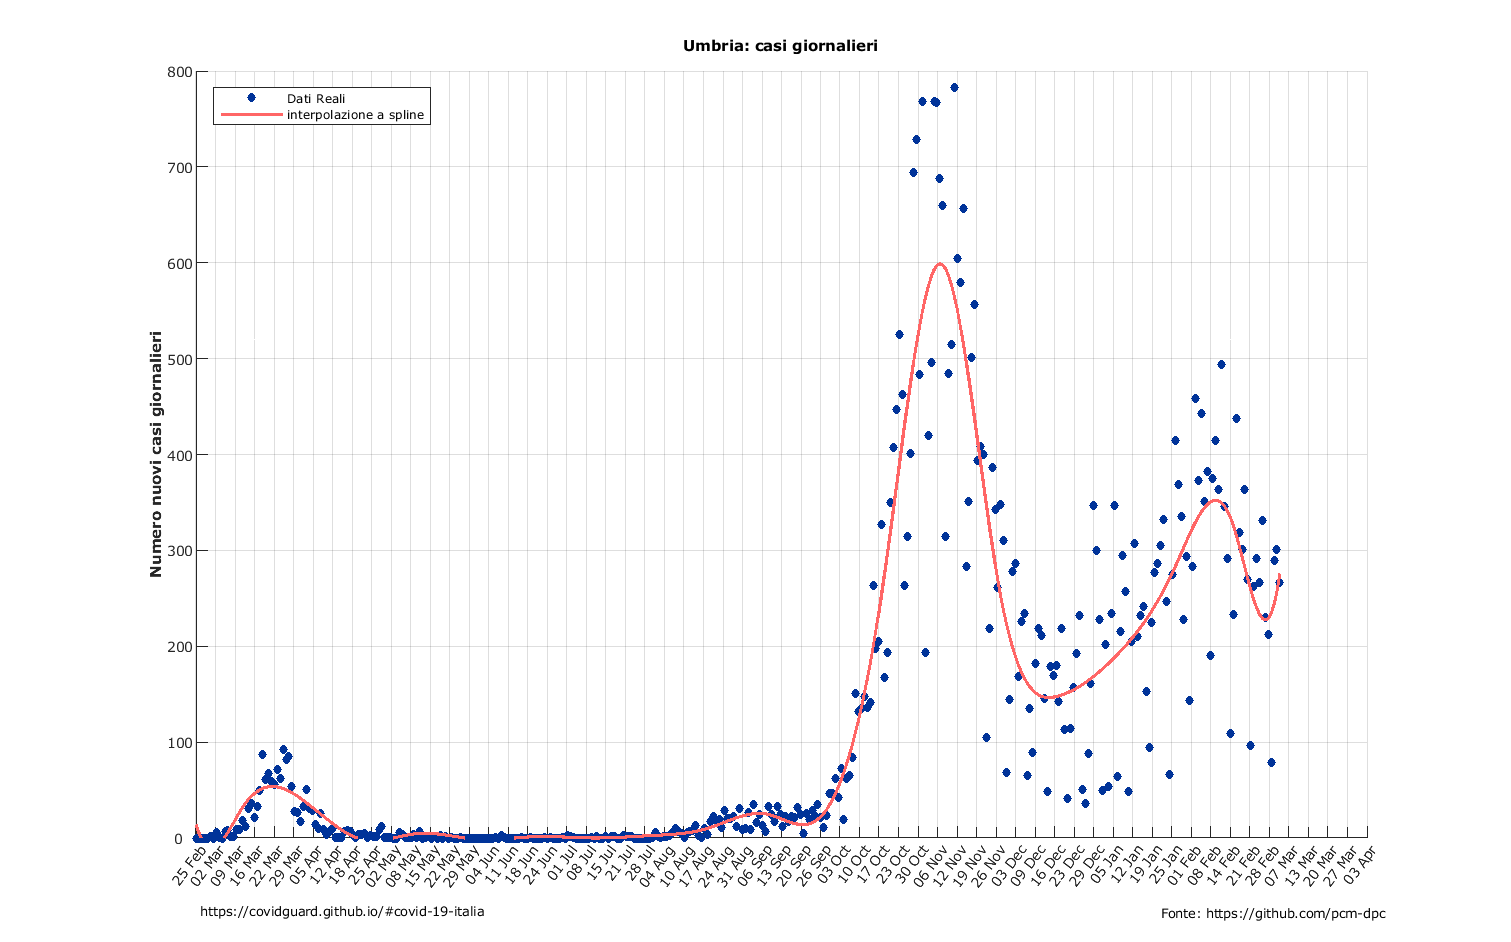 Umbria: casi giornalieri
Dati Reali
interpolazione a spline
Numero nuovi casi giornalieri
800
700
600
500
400
300
200
100
0
25 Feb
02 Mar
09 Mar
16 Mar
22 Mar
29 Mar
05 Apr
12 Apr
18 Apr
25 Apr
02 May
08 May
15 May
22 May
29 May
04 Jun
11 Jun
18 Jun
24 Jun
01 Jul
08 Jul
15 Jul
21 Jul
28 Jul
04 Aug
10 Aug
17 Aug
24 Aug
31 Aug
06 Sep
13 Sep
20 Sep
26 Sep
03 Oct
10 Oct
17 Oct
23 Oct
30 Oct
06 Nov
12 Nov
19 Nov
26 Nov
03 Dec
09 Dec
16 Dec
23 Dec
29 Dec
05 Jan
12 Jan
19 Jan
25 Jan
01 Feb
08 Feb
14 Feb
21 Feb
28 Feb
07 Mar
13 Mar
20 Mar
27 Mar
03 Apr
https://covidguard.github.io/#covid-19-italia
Fonte: https://github.com/pcm-dpc